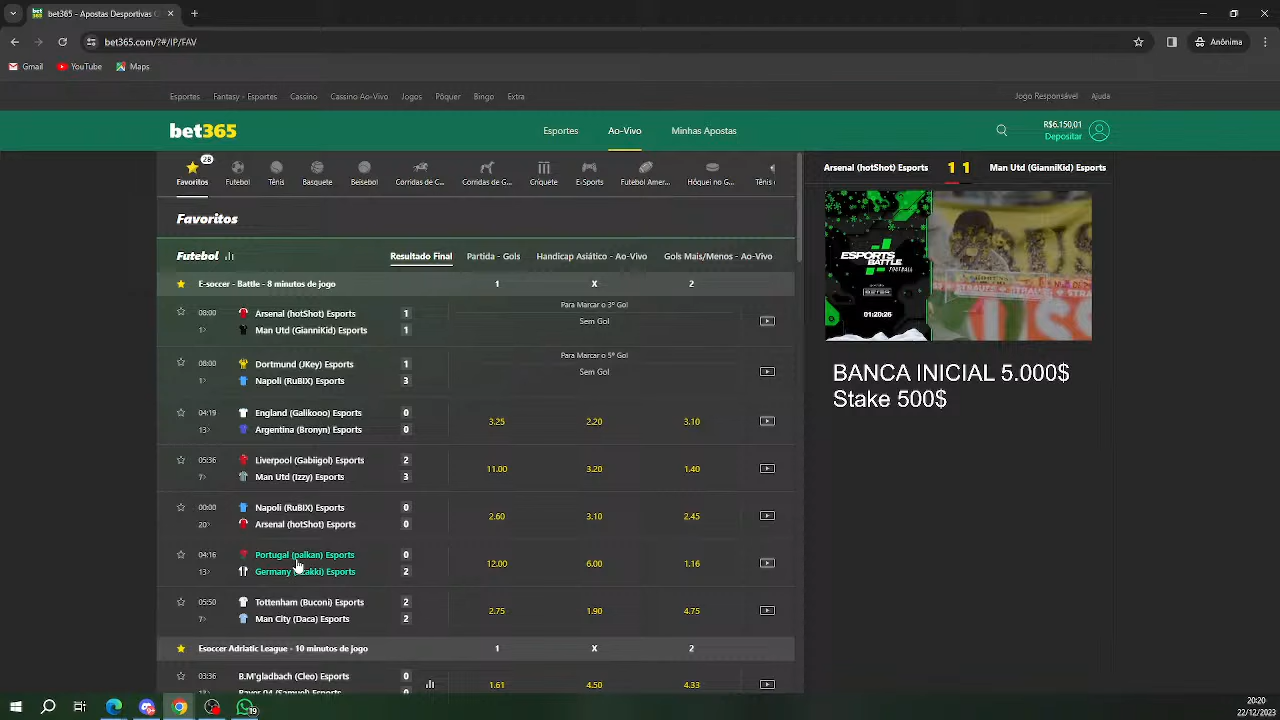 bet365 - Apostas Desportivas
bet365.com/?#/IP/FAV
Anônima
Gmail
YouTube
Maps
Esportes
Fantasy - Esportes
Cassino
Cassino Ao-Vivo
Jogos
Pôquer
Bingo
Extra
Jogo Responsável
Ajuda
bet365
Esportes
Ao-Vivo
Minhas Apostas
R$6.150,01
Depositar
28
Favoritos
Futebol
Tênis
Basquete
Beisebol
Corridas de C...
Corridas de G...
Críquete
E-Sports
Futebol Amer...
Hóquei no G...
Tênis
Arsenal (hotShot) Esports 1 1 Man Utd (GianniKid) Esports
Favoritos
Futebol
Resultado Final
Partida - Gols
Handicap Asiático - Ao-Vivo
Gols Mais/Menos - Ao-Vivo
E-soccer - Battle - 8 minutos de jogo 1 X 2
08:00 Arsenal (hotShot) Esports 1
1> Man Utd (GianniKid) Esports 1
Para Marcar o 3º Gol
Sem Gol
08:00 Dortmund (JKey) Esports 1
1> Napoli (RuBIX) Esports 3
Para Marcar o 5º Gol
Sem Gol
04:19 England (Galikooo) Esports 0
13> Argentina (Bronyn) Esports 0
3.25 2.20 3.10
05:36 Liverpool (Gabiigol) Esports 2
7> Man Utd (Izzy) Esports 3
11.00 3.20 1.40
00:00 Napoli (RuBIX) Esports 0
20> Arsenal (hotShot) Esports 0
2.60 3.10 2.45
04:16 Portugal (palkan) Esports 0
13> Germany Esports 2
12.00 6.00 1.16
05:50 Tottenham (Buconi) Esports 2
7> Man City (Daca) Esports 2
2.75 1.90 4.75
Esoccer Adriatic League - 10 minutos de jogo 1 X 2
03:36 B.M'gladbach (Cleo) Esports 0
1.61 4.50 4.33
ESPORTS
BATTLE
FOOTBALL
BETER
01:20:26
BANCA INICIAL 5.000$
Stake 500$
20:20
22/12/2023